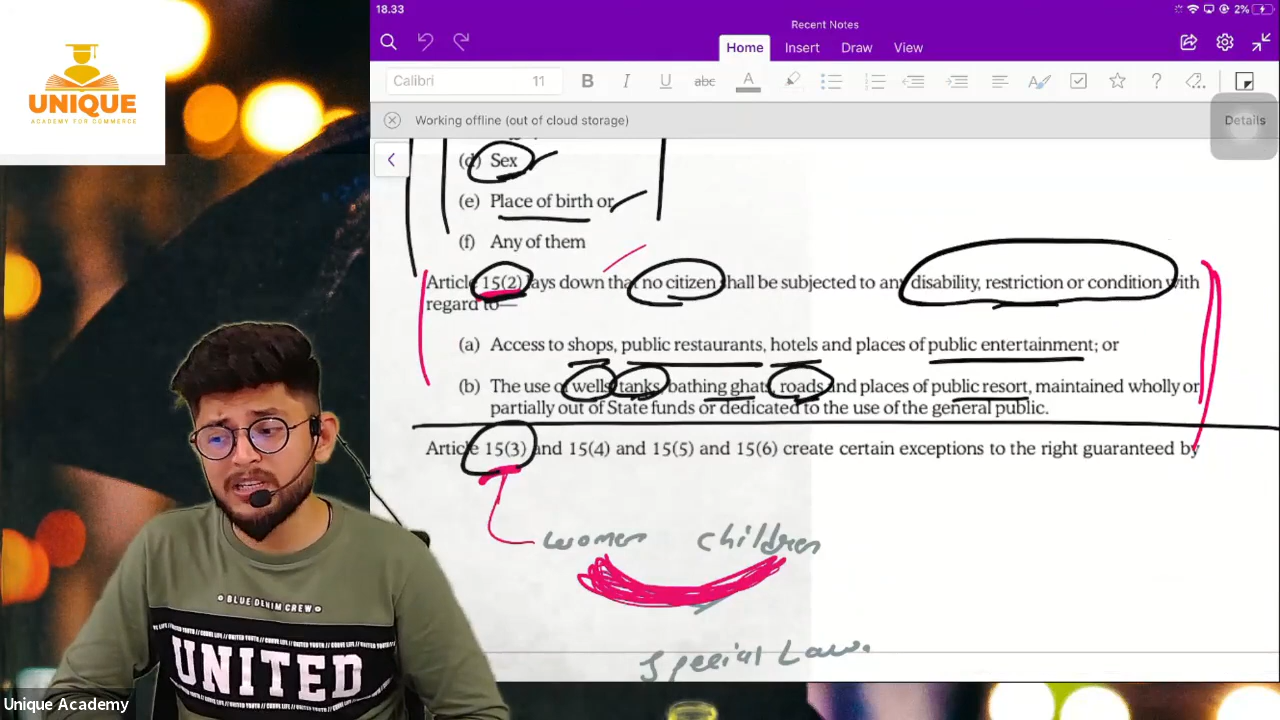 18.33
2%
Recent Notes
Home Insert Draw View
Calibri 11 B I U abc A
Working offline (out of cloud storage)
Details
UNIQUE
ACADEMY FOR COMMERCE
(d) Sex
(e) Place of birth or
(f) Any of them
Article 15(2) lays down that no citizen shall be subjected to any disability, restriction or condition with
regard to—
(a) Access to shops, public restaurants, hotels and places of public entertainment; or
(b) The use of wells, tanks, bathing ghats, roads and places of public resort, maintained wholly or
partially out of State funds or dedicated to the use of the general public.
Article 15(3) and 15(4) and 15(5) and 15(6) create certain exceptions to the right guaranteed by
women children
Special Law.
BLUE DENIM CREW
UNITED
Unique Academy